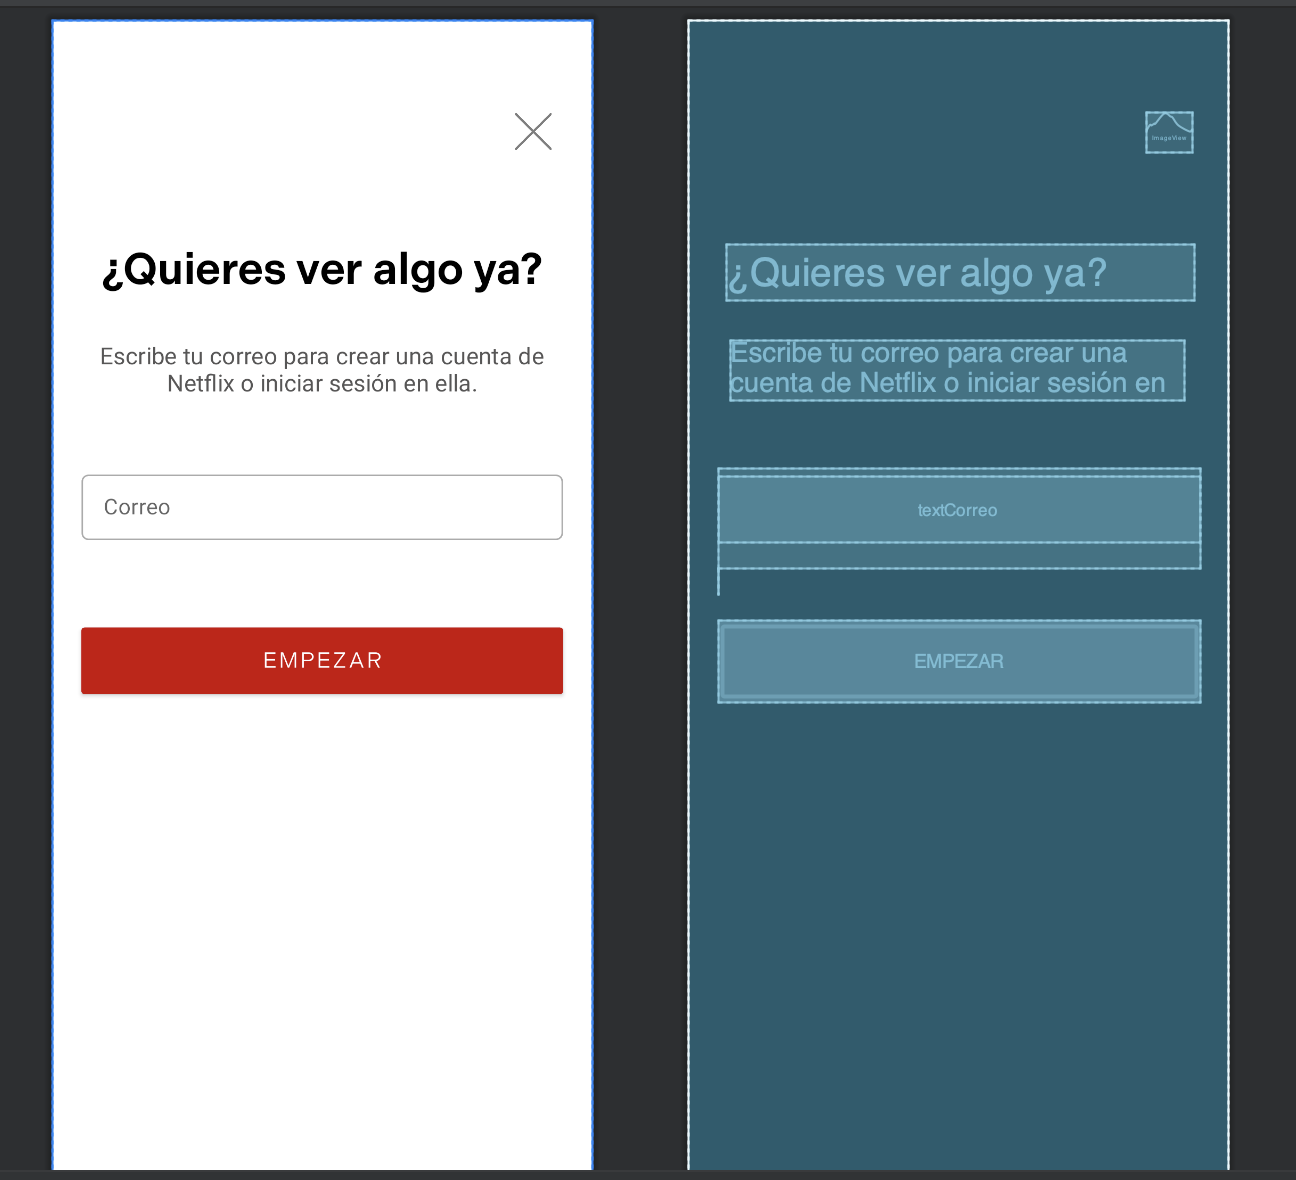 ¿Quieres ver algo ya?
Escribe tu correo para crear una cuenta de
Netflix o iniciar sesión en ella.
Correo
EMPEZAR
ImageView
¿Quieres ver algo ya?
Escribe tu correo para crear una
cuenta de Netflix o iniciar sesión en
textCorreo
EMPEZAR